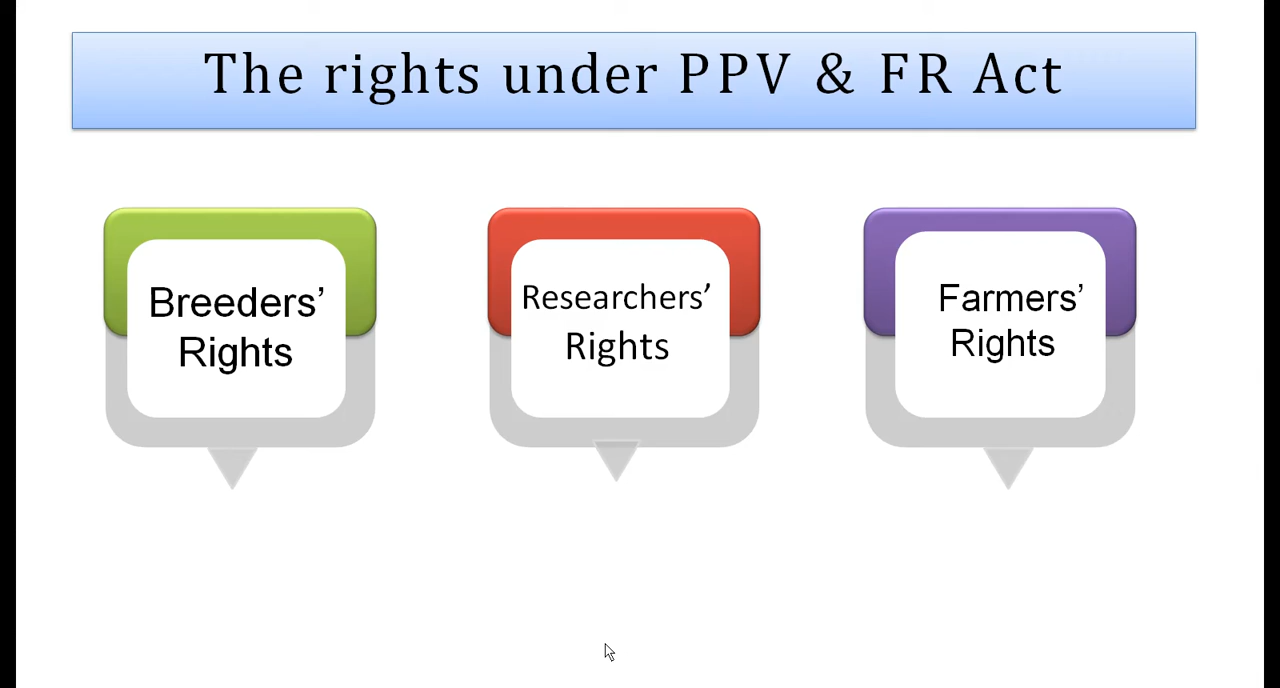 The rights under PPV & FR Act
Breeders’
Rights
Researchers’
Rights
Farmers’
Rights